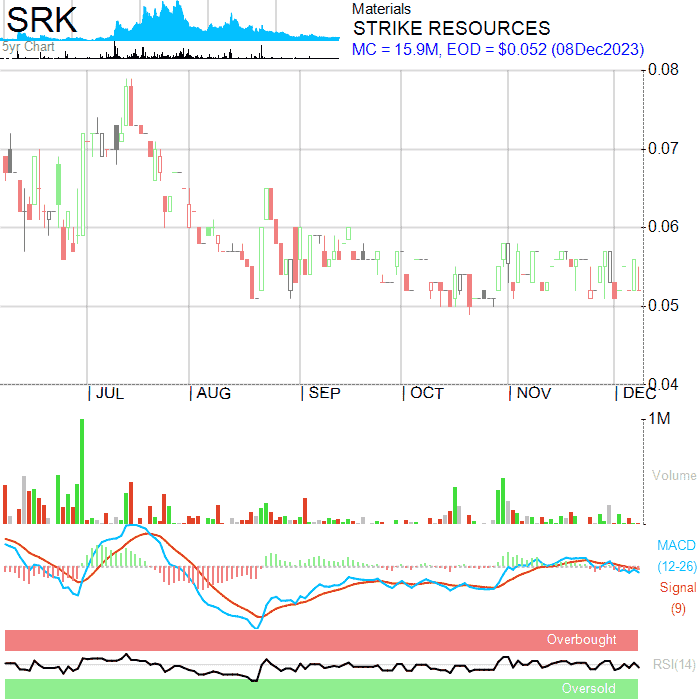 SRK
5yr Chart
Materials
STRIKE RESOURCES
MC = 15.9M, EOD = $0.052 (08Dec2023)
0.08
0.07
0.06
0.05
0.04
JUL AUG SEP OCT NOV DEC
1M
Volume
MACD
(12-26)
Signal
(9)
Overbought
RSI(14)
Oversold